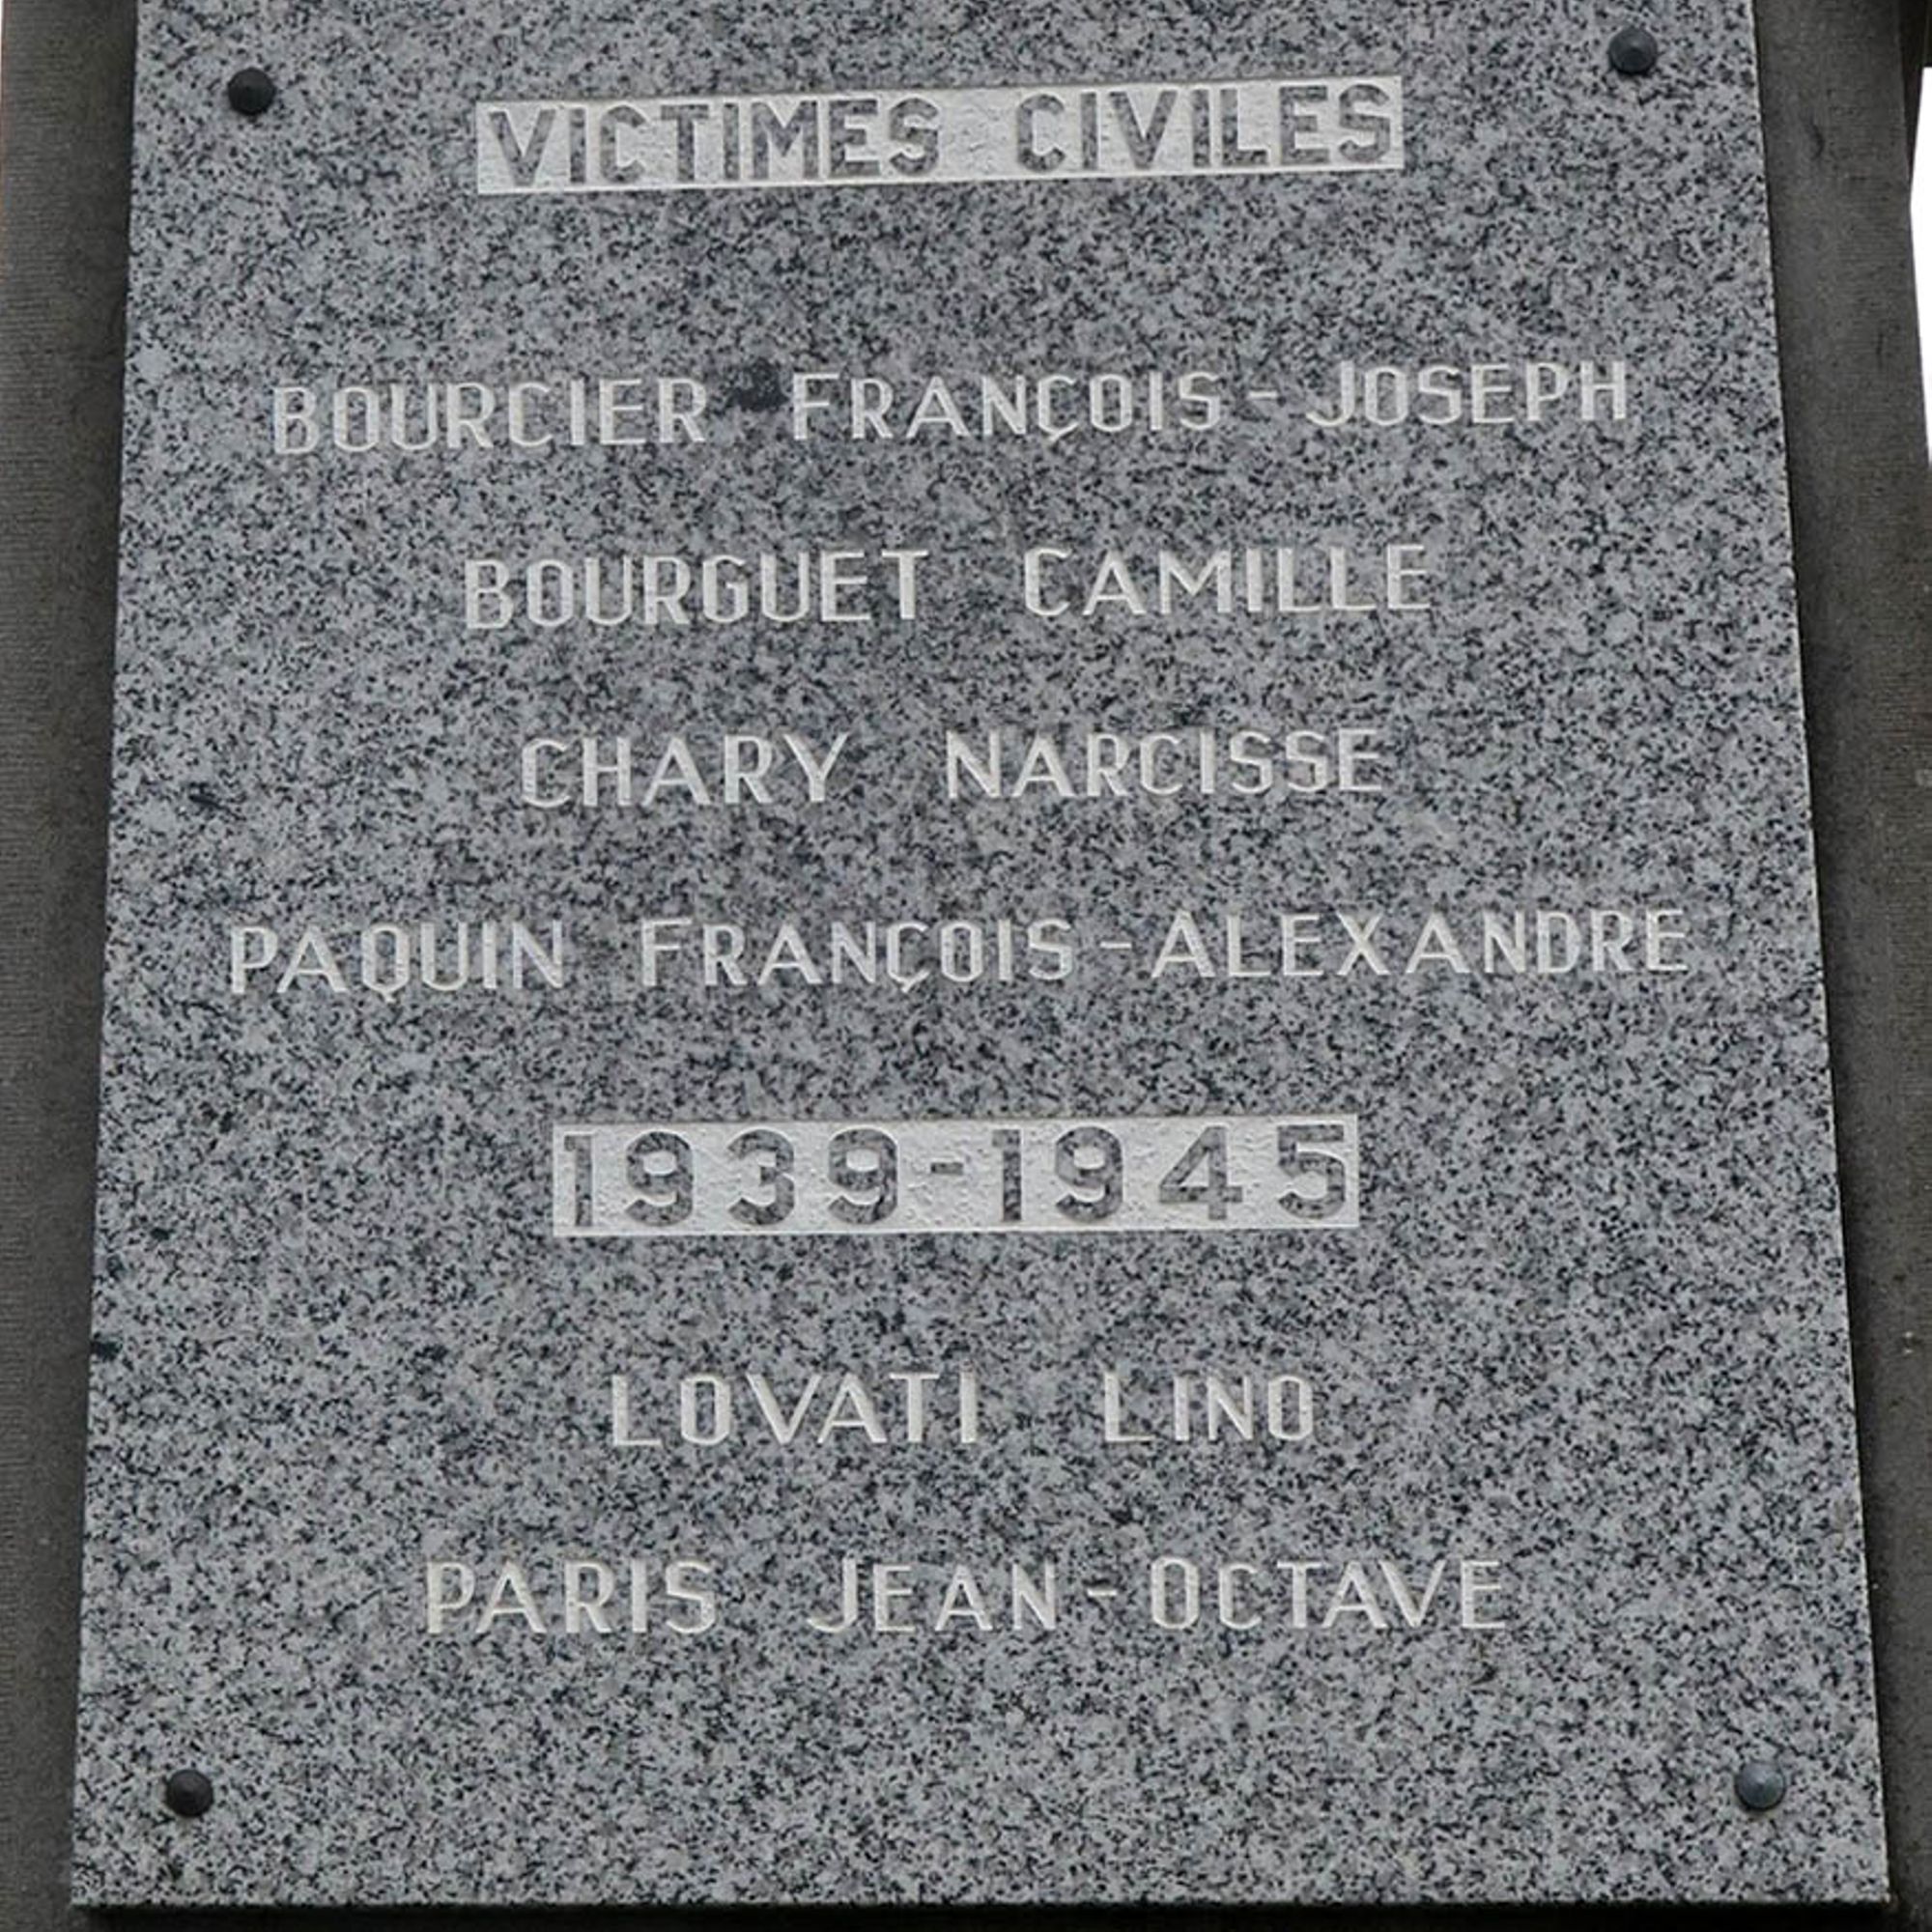 VICTIMES CIVILES
BOURCIER FRANÇOIS-JOSEPH
BOURGUET CAMILLE
CHARY NARCISSE
PAQUIN FRANÇOIS-ALEXANDRE
1939-1945
LOVATI LINO
PARIS JEAN-OCTAVE